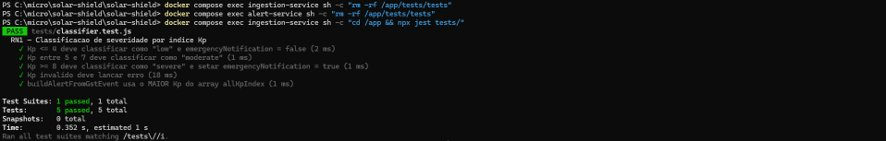 PS C:\micro\solar-shield\solar-shield> docker compose exec ingestion-service sh -c "rm -rf /app/tests/tests"
PS C:\micro\solar-shield\solar-shield> docker compose exec alert-service sh -c "rm -rf /app/tests/tests"
PS C:\micro\solar-shield\solar-shield> docker compose exec ingestion-service sh -c "cd /app && npx jest tests/"
PASS tests/classifier.test.js
RN1 - Classificacao de severidade por indice Kp
✓ Kp <= 4 deve classificar como "low" e emergencyNotification = false (2 ms)
✓ Kp entre 5 e 7 deve classificar como "moderate" (1 ms)
✓ Kp >= 8 deve classificar como "severe" e setar emergencyNotification = true (1 ms)
✓ Kp invalido deve lancar erro (18 ms)
✓ buildAlertFromGstEvent usa o MAIOR Kp do array allKpIndex (1 ms)
Test Suites: 1 passed, 1 total
Tests: 5 passed, 5 total
Snapshots: 0 total
Time: 0.352 s, estimated 1 s
Ran all test suites matching /tests\//i.